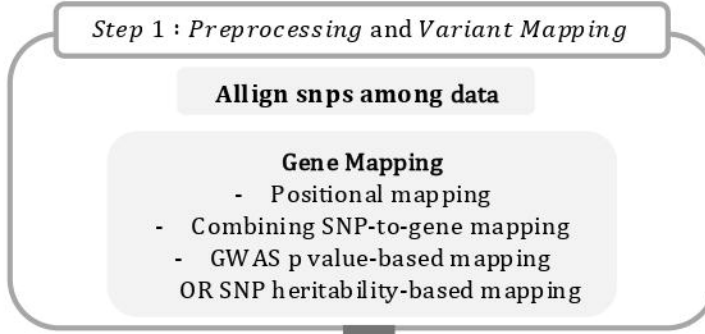 Step 1 : Preprocessing and Variant Mapping
Allign snps among data
Gene Mapping
- Positional mapping
- Combining SNP-to-gene mapping
- GWAS p value-based mapping
OR SNP heritability-based mapping